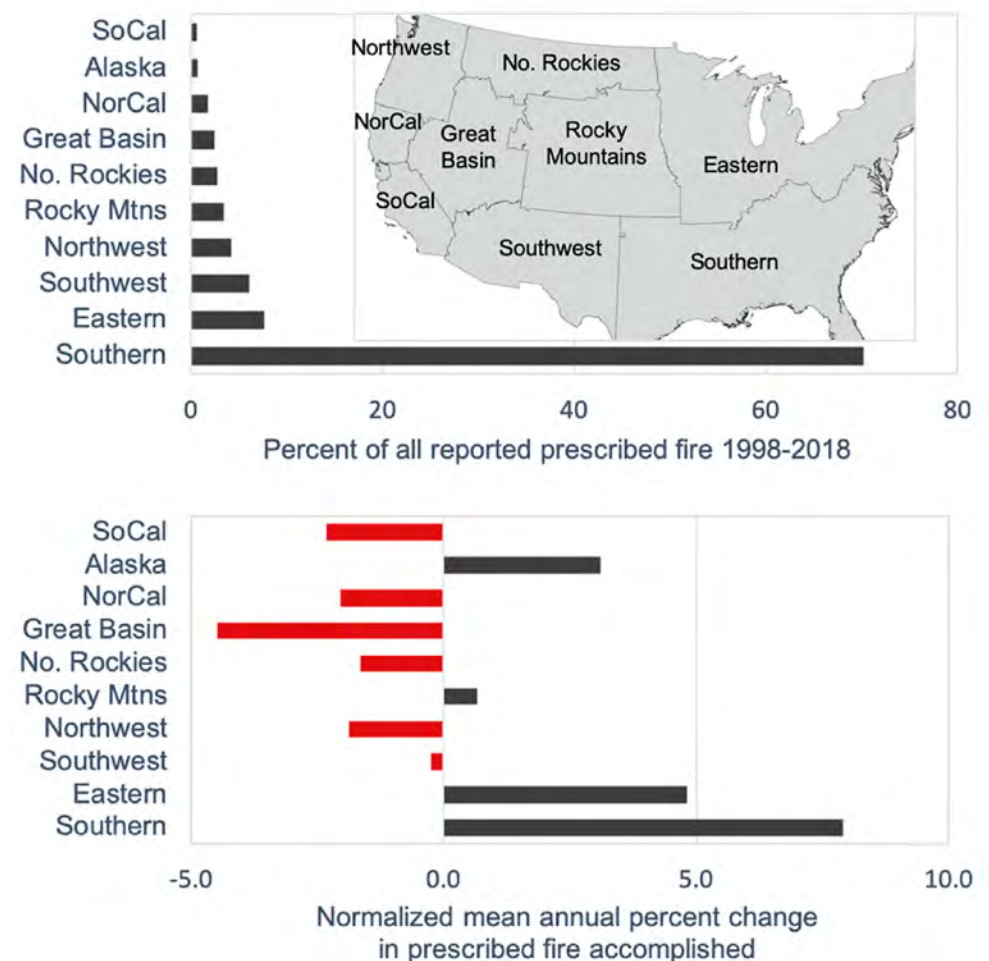 SoCal
Alaska
NorCal
Great Basin
No. Rockies
Rocky Mtns
Northwest
Southwest
Eastern
Southern
Northwest
No. Rockies
NorCal
Great
Basin
Rocky
Mountains
Eastern
SoCal
Southwest
Southern
0 20 40 60 80
Percent of all reported prescribed fire 1998-2018
SoCal
Alaska
NorCal
Great Basin
No. Rockies
Rocky Mtns
Northwest
Southwest
Eastern
Southern
-5.0 0.0 5.0 10.0
Normalized mean annual percent change
in prescribed fire accomplished